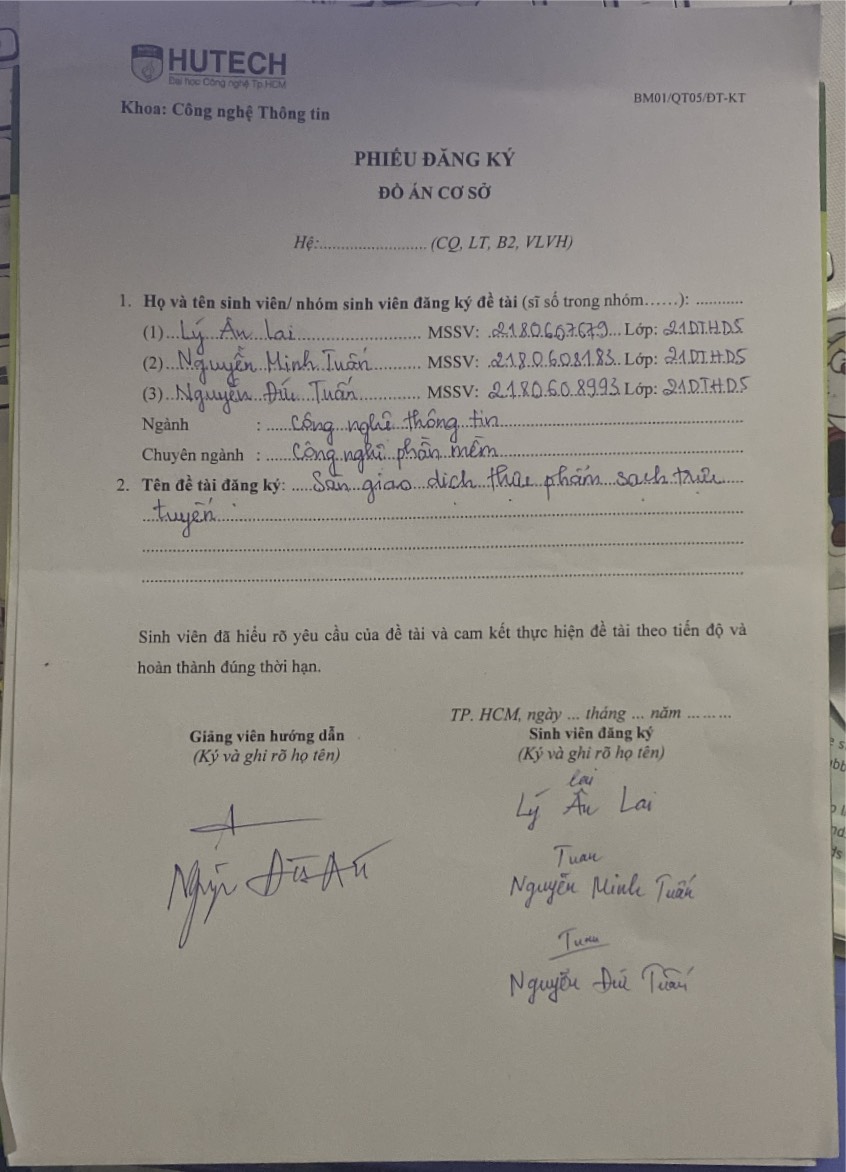 HUTECH
Đại học Công nghệ Tp.HCM
Khoa: Công nghệ Thông tin
BM01/QT05/ĐT-KT
PHIẾU ĐĂNG KÝ
ĐỒ ÁN CƠ SỞ
Hệ:........................ (CQ, LT, B2, VLVH)
1. Họ và tên sinh viên/ nhóm sinh viên đăng ký đề tài (sĩ số trong nhóm……): ...........
(1)...Lý Ân Lai............................ MSSV: 2180607679 Lớp: 21DTHD5
(2)...Nguyễn Minh Tuấn........... MSSV: 2180608183 Lớp: 21DTHD5
(3)...Nguyễn Đức Tuấn............. MSSV: 2180608993 Lớp: 21DTHD5
Ngành : .....Công nghệ thông tin
Chuyên ngành : .....Công nghệ phần mềm
2. Tên đề tài đăng ký: .....Sàn giao dịch thực phẩm sạch trực
tuyến
Sinh viên đã hiểu rõ yêu cầu của đề tài và cam kết thực hiện đề tài theo tiến độ và
hoàn thành đúng thời hạn.
TP. HCM, ngày ... tháng ... năm ... ... ...
Giảng viên hướng dẫn
(Ký và ghi rõ họ tên)
Sinh viên đăng ký
(Ký và ghi rõ họ tên)
Lai
Lý Ân Lai
Tuan
Nguyễn Minh Tuấn
Tuan
Nguyễn Đức Tuấn